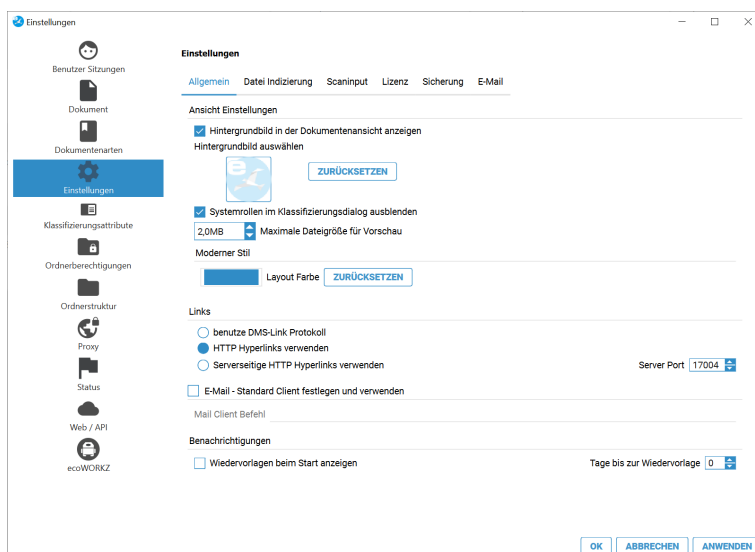 Einstellungen
Benutzer Sitzungen
Dokument
Dokumentenarten
Einstellungen
Klassifizierungsattribute
Ordnerberechtigungen
Ordnerstruktur
Proxy
Status
Web / API
ecoWORKZ
Einstellungen
Allgemein Datei Indizierung Scaninput Lizenz Sicherung E-Mail
Ansicht Einstellungen
Hintergrundbild in der Dokumentenansicht anzeigen
Hintergrundbild auswählen
e
ZURÜCKSETZEN
Systemrollen im Klassifizierungsdialog ausblenden
2,0MB Maximale Dateigröße für Vorschau
Moderner Stil
Layout Farbe ZURÜCKSETZEN
Links
benutze DMS-Link Protokoll
HTTP Hyperlinks verwenden
Serverseitige HTTP Hyperlinks verwenden Server Port 17004
E-Mail - Standard Client festlegen und verwenden
Mail Client Befehl
Benachrichtigungen
Wiedervorlagen beim Start anzeigen Tage bis zur Wiedervorlage 0
OK ABBRECHEN ANWENDEN